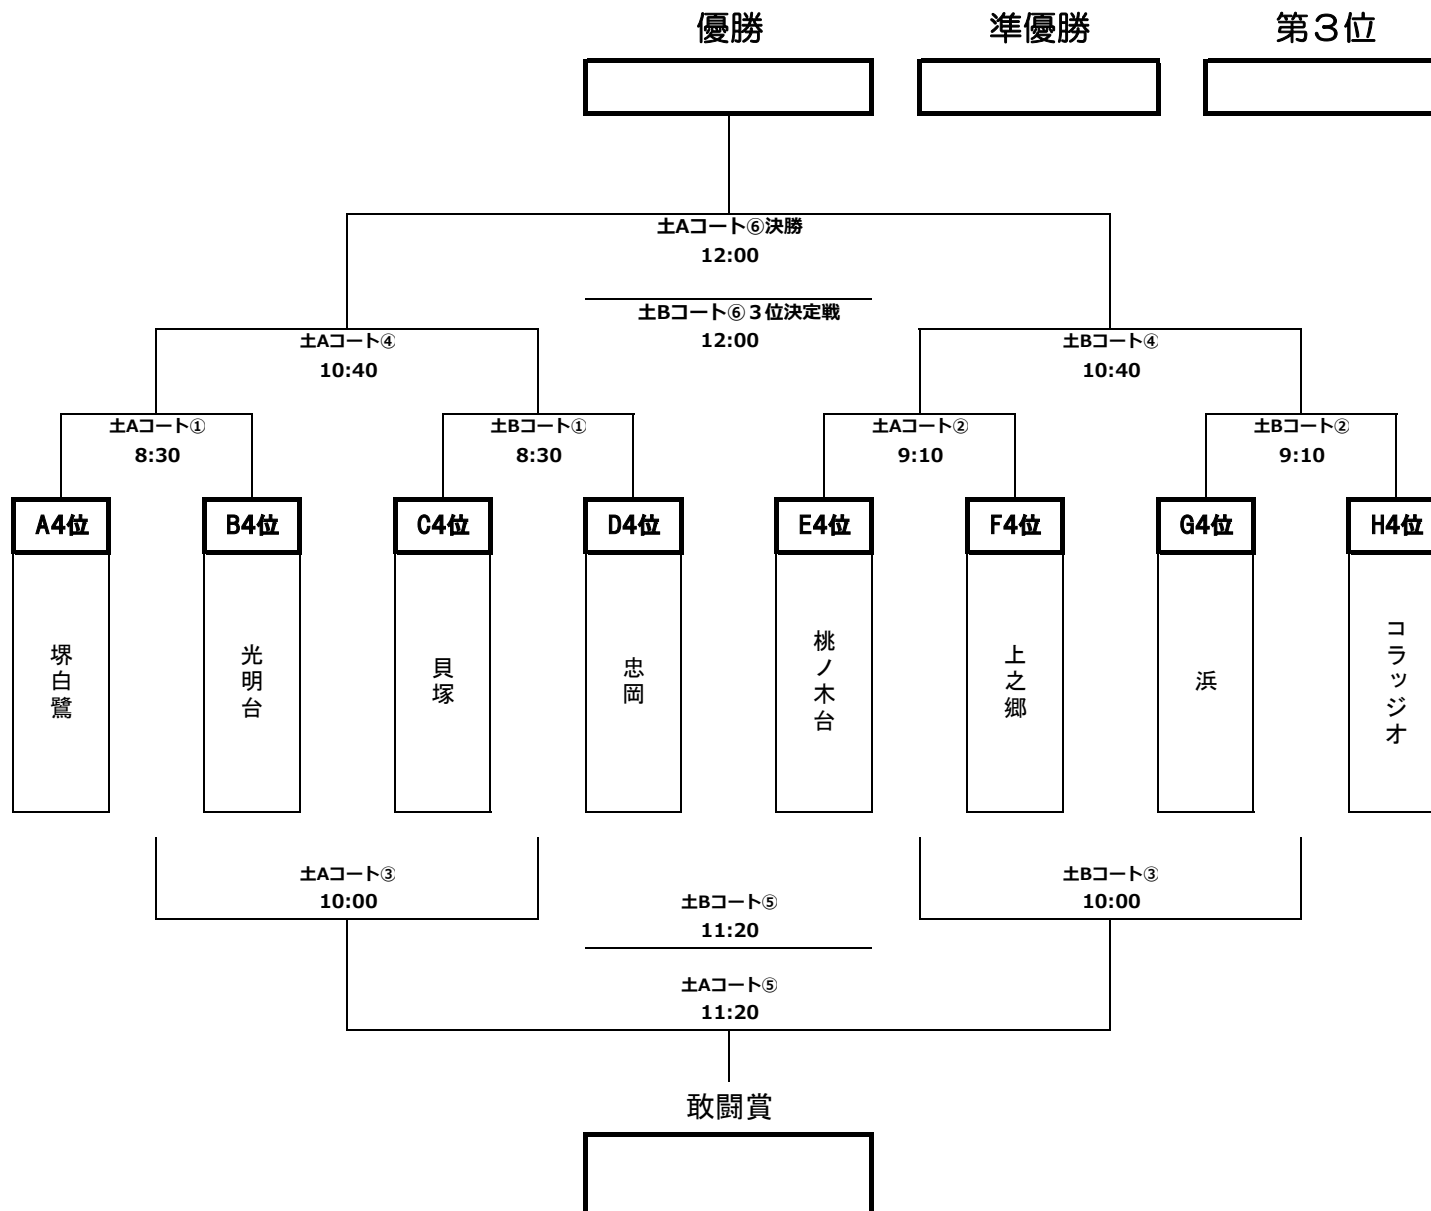 優勝
準優勝
第３位
土Aコート⑥決勝
12:00
土Bコート⑥３位決定戦
12:00
土Aコート④
10:40
土Bコート④
10:40
土Aコート①
8:30
土Bコート①
8:30
土Aコート②
9:10
土Bコート②
9:10
A4位
B4位
C4位
D4位
E4位
F4位
G4位
H4位
堺白鷺
光明台
貝塚
忠岡
桃ノ木台
上之郷
浜
コラッジオ
土Aコート③
10:00
土Bコート③
10:00
土Bコート⑤
11:20
土Aコート⑤
11:20
敢闘賞